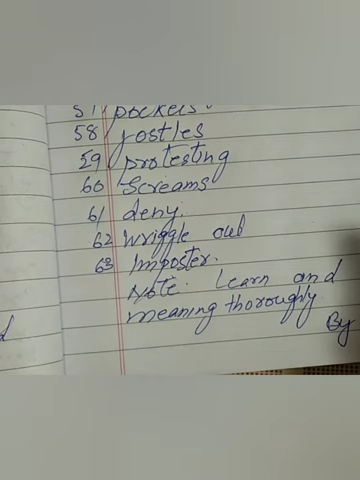 57 pockets.
58 jostles
59 protesting
60 Screams
61 deny.
62 Wriggle out
63 Imposter.
Note. Learn and
meaning thoroughly
By